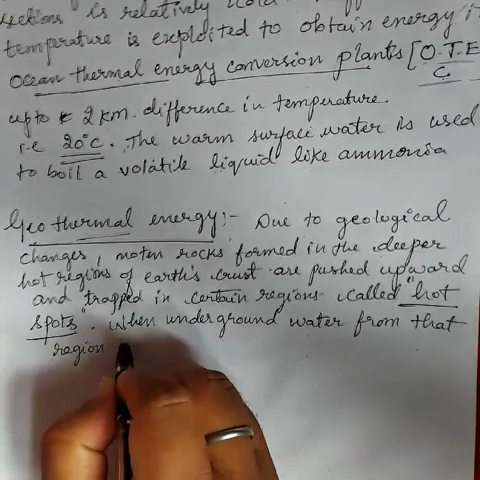 sections is relatively
temperature is exploited to obtain energy i
Ocean thermal energy conversion plants [O.T.E
C
up to 2 km. difference in temperature.
i.e 20°C. The warm surface water is used
to boil a volatile liquid like ammonia
Geothermal energy:- Due to geological
changes, moten rocks formed in the deeper
hot regions of earth's crust are pushed upward
and trapped in certain regions called "hot
spots". When underground water from that
region